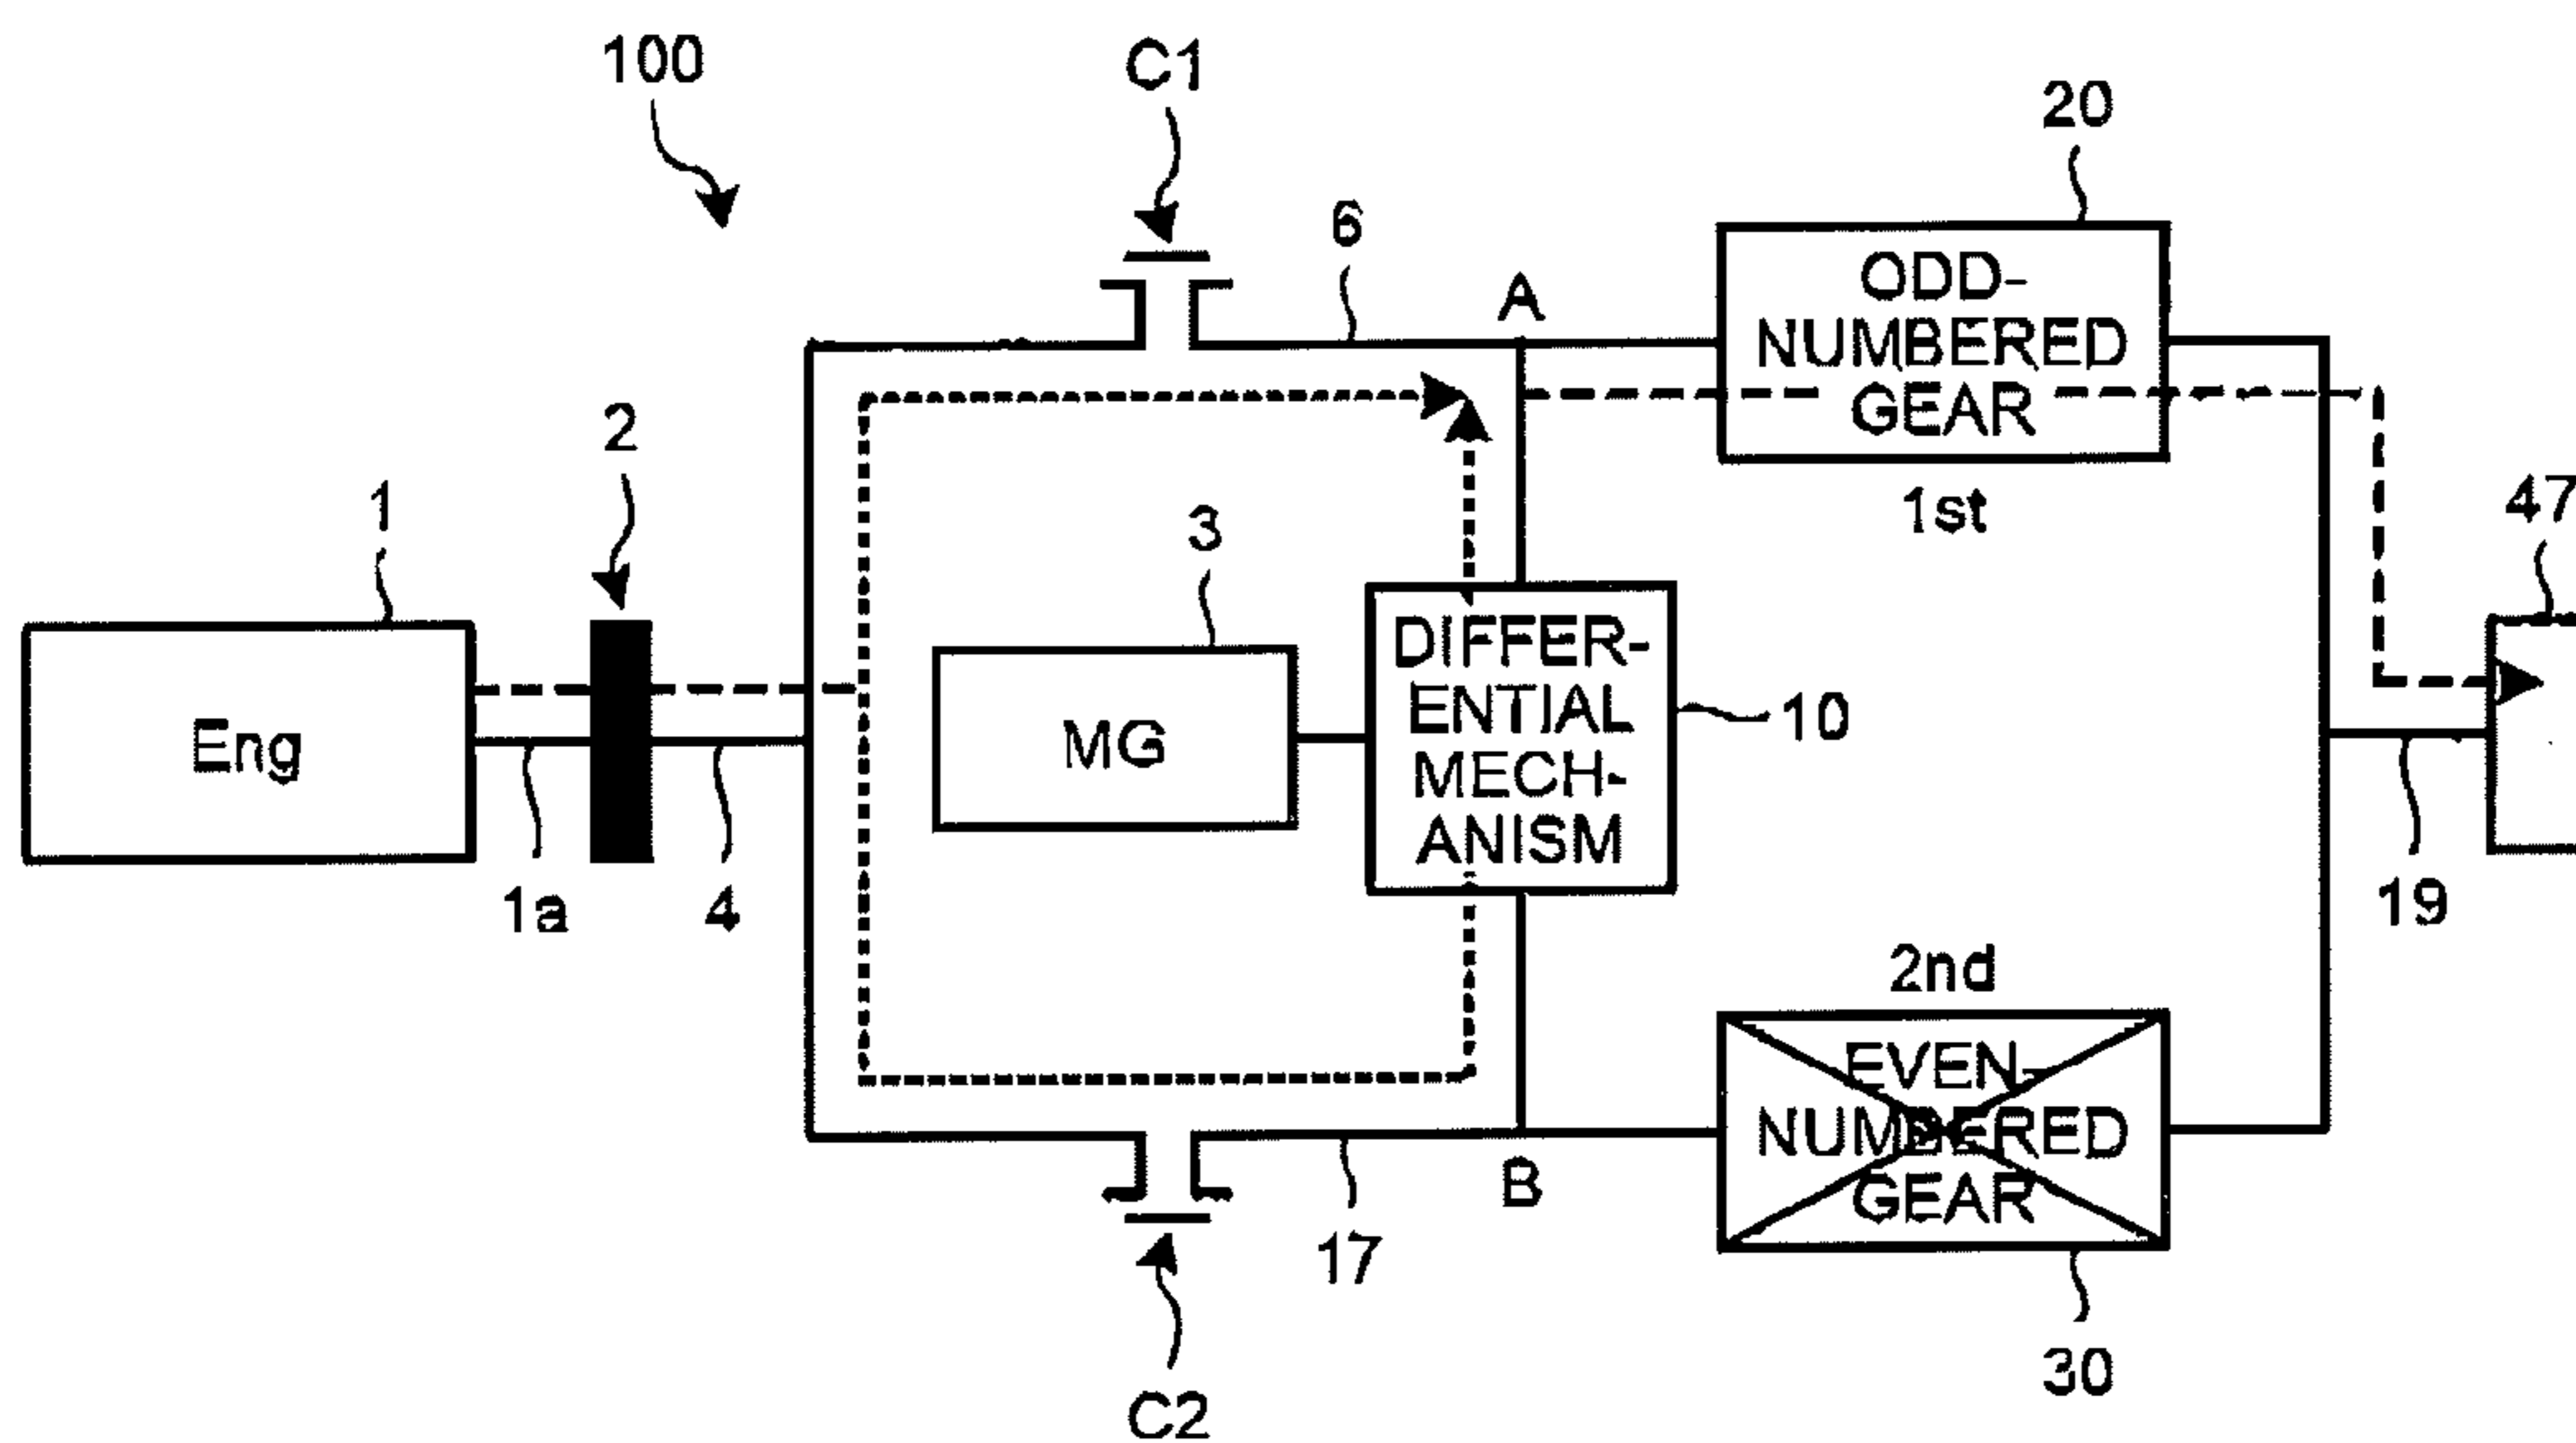 100
C1
20
6
A
ODD-
NUMBERED
GEAR
1st
2
1
3
47
Eng
MG
DIFFER-
ENTIAL
MECH-
ANISM
10
1a
4
19
2nd
EVEN-
NUMBERED
GEAR
B
17
30
C2